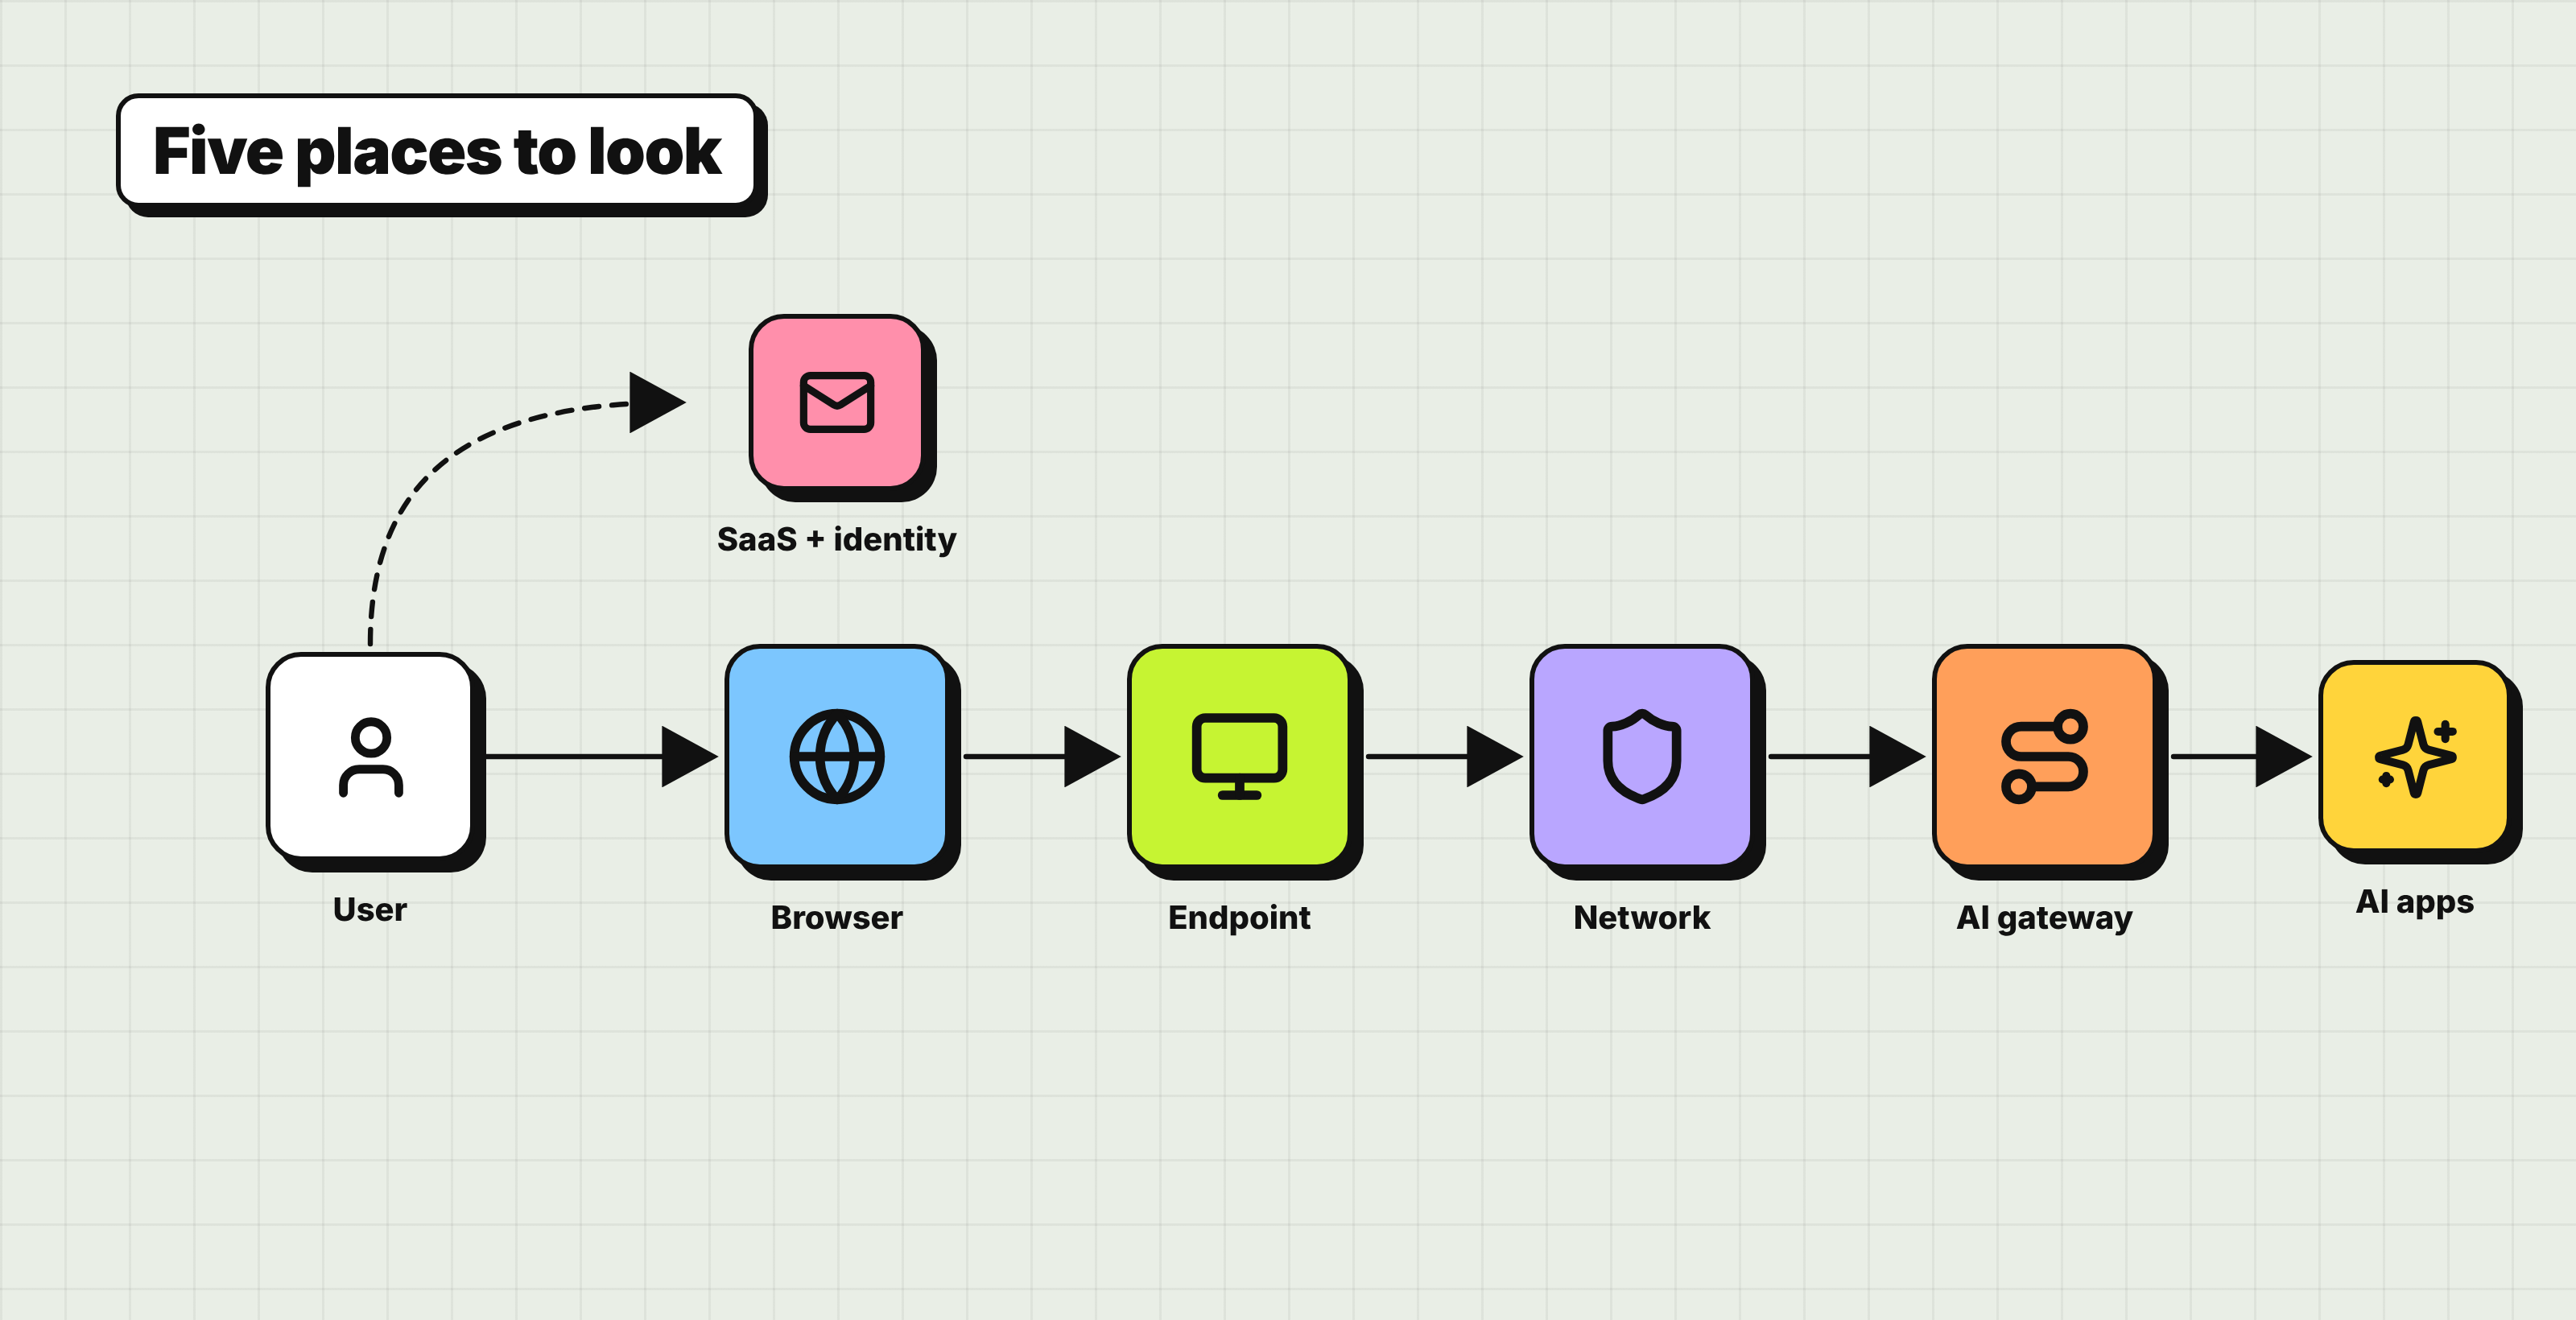 Five places to look
SaaS + identity
User
Browser
Endpoint
Network
AI gateway
AI apps